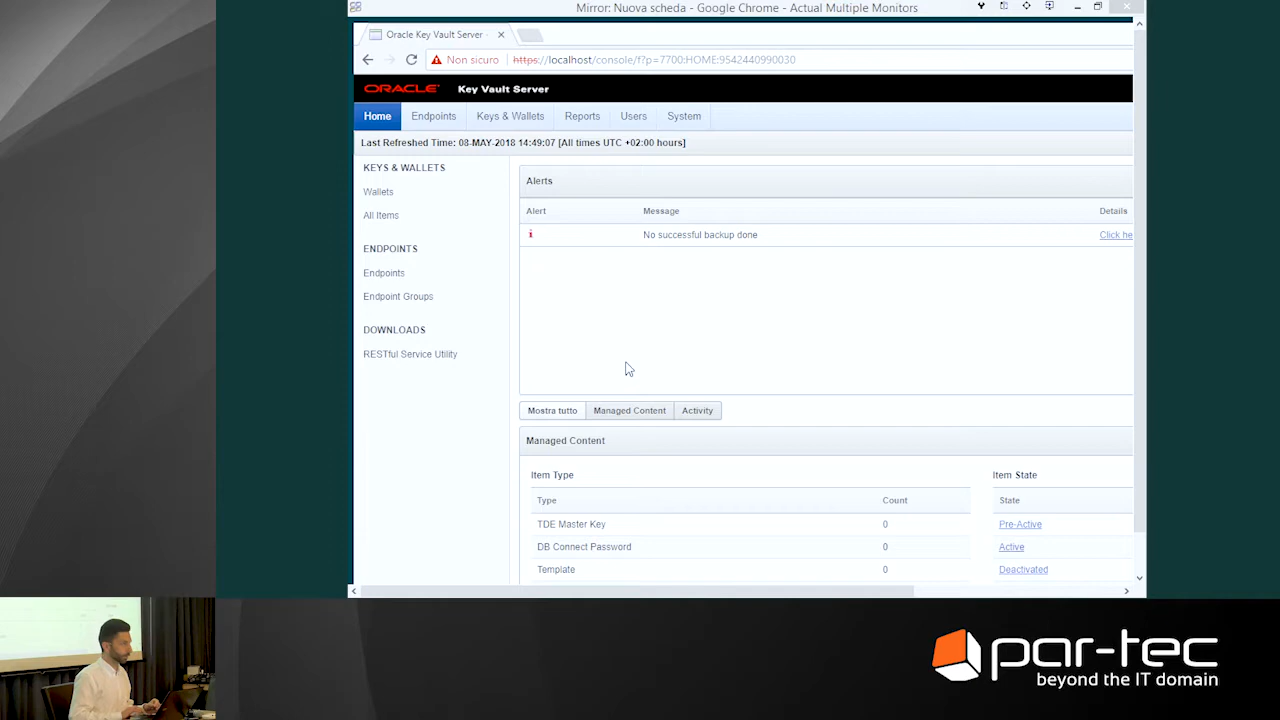 Mirror: Nuova scheda - Google Chrome - Actual Multiple Monitors
Oracle Key Vault Server
Non sicuro https://localhost/console/f?p=7700:HOME:9542440990030
ORACLE Key Vault Server
Home Endpoints Keys & Wallets Reports Users System
Last Refreshed Time: 08-MAY-2018 14:49:07 [All times UTC +02:00 hours]
KEYS & WALLETS
Wallets
All Items
ENDPOINTS
Endpoints
Endpoint Groups
DOWNLOADS
RESTful Service Utility
Alerts
Alert Message Details
No successful backup done Click he
Mostra tutto Managed Content Activity
Managed Content
Item Type Item State
Type Count State
TDE Master Key 0 Pre-Active
DB Connect Password 0 Active
Template 0 Deactivated
par-tec
beyond the IT domain